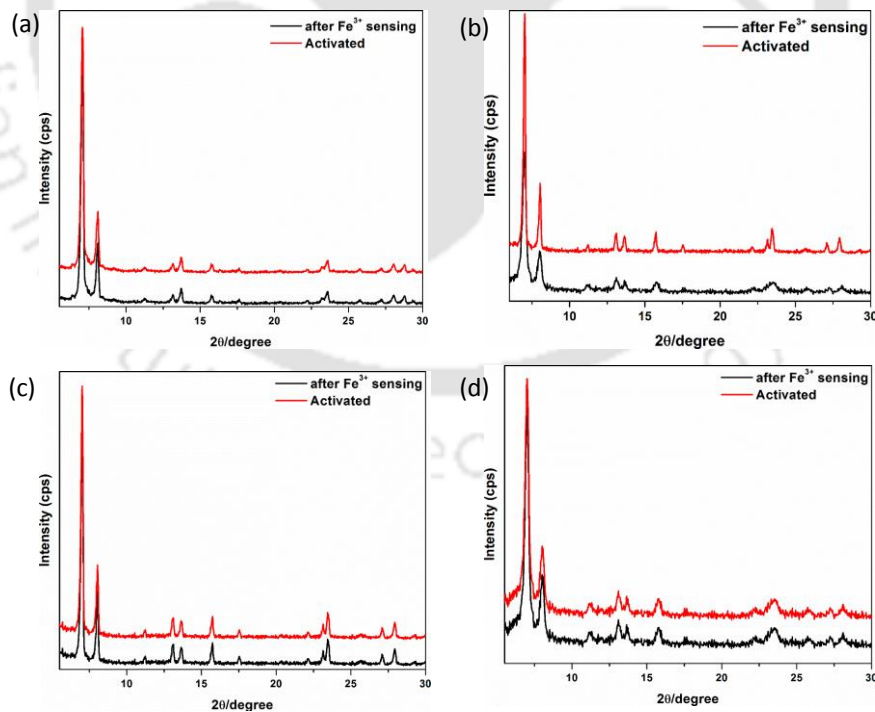 (a)
after Fe³⁺ sensing
Activated
Intensity (cps)
10 15 20 25 30
2θ/degree
(b)
after Fe³⁺ sensing
Activated
Intensity (cps)
10 15 20 25 30
2θ/degree
(c)
after Fe³⁺ sensing
Activated
Intensity (cps)
10 15 20 25 30
2θ/degree
(d)
after Fe³⁺ sensing
Activated
Intensity (cps)
10 15 20 25 30
2θ/degree